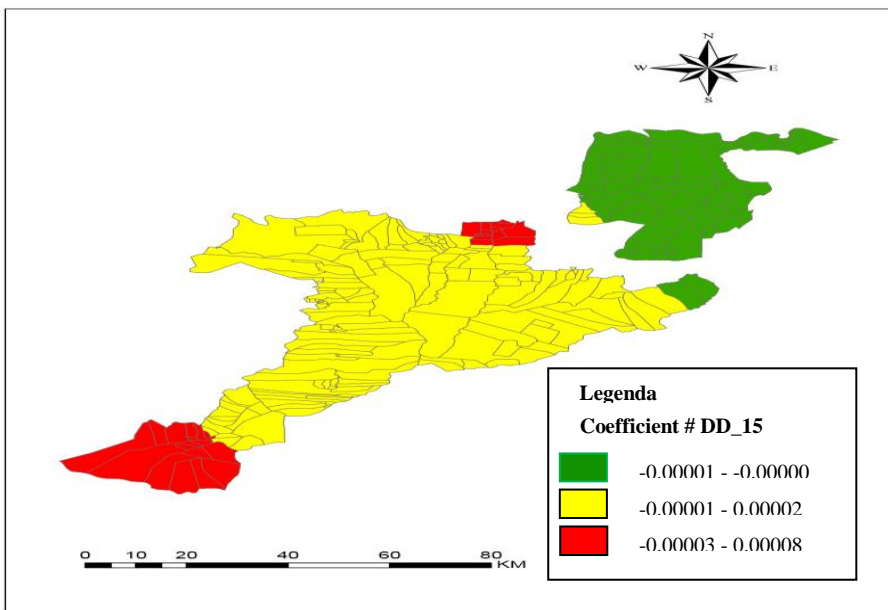 N
W E
S
Legenda
Coefficient # DD_15
-0.00001 - -0.00000
-0.00001 - 0.00002
-0.00003 - 0.00008
0 10 20 40 60 80
KM